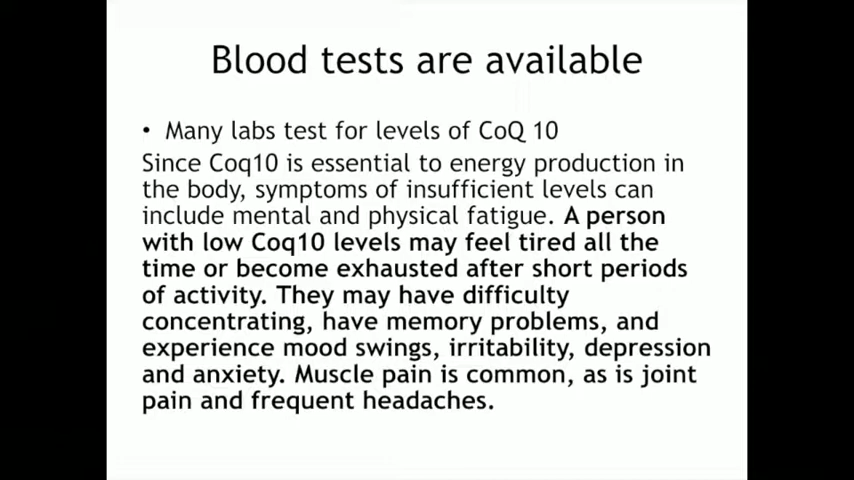 Blood tests are available
• Many labs test for levels of CoQ 10
Since Coq10 is essential to energy production in
the body, symptoms of insufficient levels can
include mental and physical fatigue. A person
with low Coq10 levels may feel tired all the
time or become exhausted after short periods
of activity. They may have difficulty
concentrating, have memory problems, and
experience mood swings, irritability, depression
and anxiety. Muscle pain is common, as is joint
pain and frequent headaches.